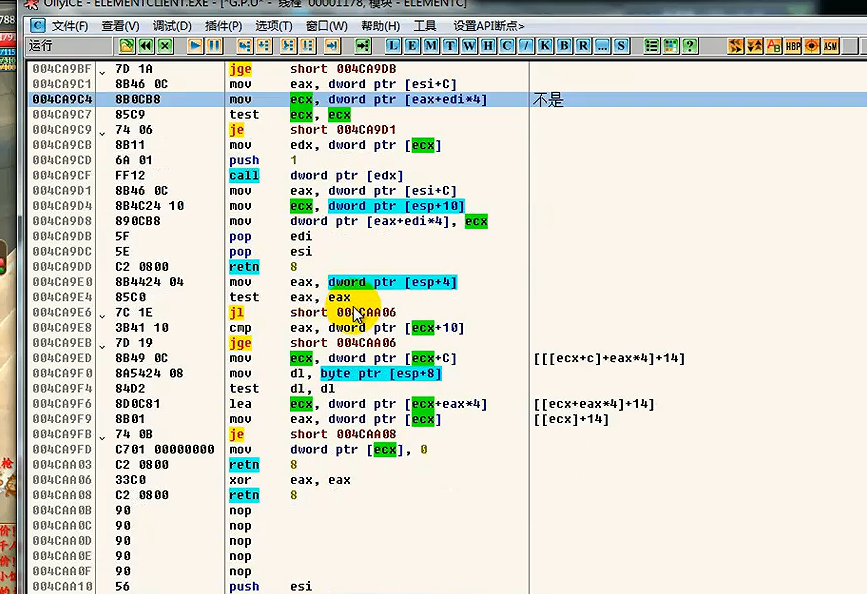 OllyICE - ELEMENTCLIENT.EXE - [*G.P.U* - 线程 00001178, 模块 - ELEMENTC]
C 文件(F) 查看(V) 调试(D) 插件(P) 选项(T) 窗口(W) 帮助(H) 工具 设置API断点>
运行 L E M T W H C / K B R ... S ? HBP ASM
004CA9BF 7D 1A jge short 004CA9DB
004CA9C1 8B46 0C mov eax, dword ptr [esi+C]
004CA9C4 8B0CB8 mov ecx, dword ptr [eax+edi*4] 不是
004CA9C7 85C9 test ecx, ecx
004CA9C9 74 06 je short 004CA9D1
004CA9CB 8B11 mov edx, dword ptr [ecx]
004CA9CD 6A 01 push 1
004CA9CF FF12 call dword ptr [edx]
004CA9D1 8B46 0C mov eax, dword ptr [esi+C]
004CA9D4 8B4C24 10 mov ecx, dword ptr [esp+10]
004CA9D8 890CB8 mov dword ptr [eax+edi*4], ecx
004CA9DB 5F pop edi
004CA9DC 5E pop esi
004CA9DD C2 0800 retn 8
004CA9E0 8B4424 04 mov eax, dword ptr [esp+4]
004CA9E4 85C0 test eax, eax
004CA9E6 7C 1E jl short 004CAA06
004CA9E8 3B41 10 cmp eax, dword ptr [ecx+10]
004CA9EB 7D 19 jge short 004CAA06
004CA9ED 8B49 0C mov ecx, dword ptr [ecx+C] [[[ecx+c]+eax*4]+14]
004CA9F0 8A5424 08 mov dl, byte ptr [esp+8]
004CA9F4 84D2 test dl, dl
004CA9F6 8D0C81 lea ecx, dword ptr [ecx+eax*4] [[ecx+eax*4]+14]
004CA9F9 8B01 mov eax, dword ptr [ecx] [[ecx]+14]
004CA9FB 74 0B je short 004CAA08
004CA9FD C701 00000000 mov dword ptr [ecx], 0
004CAA03 C2 0800 retn 8
004CAA06 33C0 xor eax, eax
004CAA08 C2 0800 retn 8
004CAA0B 90 nop
004CAA0C 90 nop
004CAA0D 90 nop
004CAA0E 90 nop
004CAA0F 90 nop
004CAA10 56 push esi